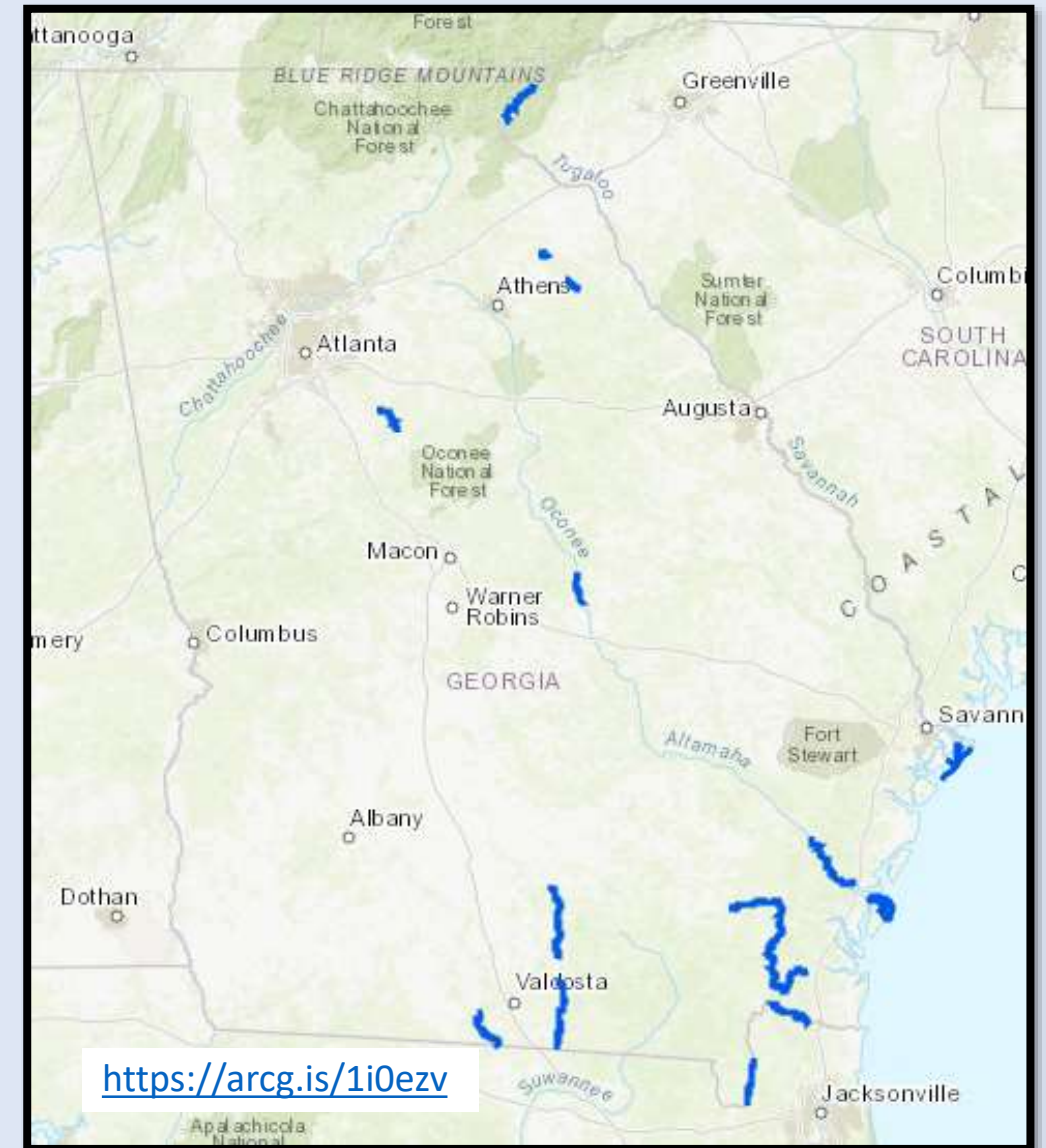 Forest
ttanooga
BLUE RIDGE MOUNTAINS
Greenville
Chattahoochee
National
Forest
Tugaloo
Athens
Sumter
National
Forest
Columbi
SOUTH
CAROLINA
Chattahoochee
Atlanta
Augusta
Oconee
National
Forest
Savannah
Oconee
COASTAL
Macon
C
Warner
Robins
mery
Columbus
GEORGIA
Savann
Fort
Stewart
Altamaha
Albany
Dothan
Valdosta
https://arcg.is/1i0ezv
Suwannee
Jacksonville
Apalachicola
National